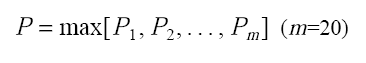 P = max[P₁, P₂, . . . , Pₘ] (m=20)